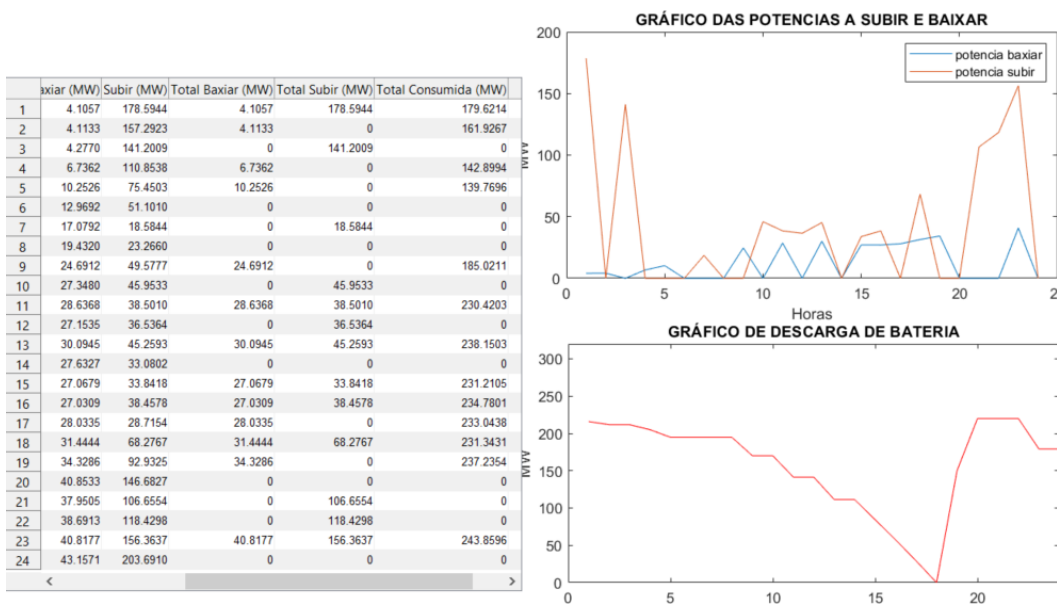 GRÁFICO DAS POTENCIAS A SUBIR E BAIXAR
200
150
100
50
0
MW
potencia baxiar
potencia subir
0 5 10 15 20
Horas
axiar (MW) Subir (MW) Total Baxiar (MW) Total Subir (MW) Total Consumida (MW)
1 4.1057 178.5944 4.1057 178.5944 179.6214
2 4.1133 157.2923 4.1133 0 161.9267
3 4.2770 141.2009 0 141.2009 0
4 6.7362 110.8538 6.7362 0 142.8994
5 10.2526 75.4503 10.2526 0 139.7696
6 12.9692 51.1010 0 0 0
7 17.0792 18.5844 0 18.5844 0
8 19.4320 23.2660 0 0 0
9 24.6912 49.5777 24.6912 0 185.0211
10 27.3480 45.9533 0 45.9533 0
11 28.6368 38.5010 28.6368 38.5010 230.4203
12 27.1535 36.5364 0 36.5364 0
13 30.0945 45.2593 30.0945 45.2593 238.1503
14 27.6327 33.0802 0 0 0
15 27.0679 33.8418 27.0679 33.8418 231.2105
16 27.0309 38.4578 27.0309 38.4578 234.7801
17 28.0335 28.7154 28.0335 0 233.0438
18 31.4444 68.2767 31.4444 68.2767 231.3431
19 34.3286 92.9325 34.3286 0 237.2354
20 40.8533 146.6827 0 0 0
21 37.9505 106.6554 0 106.6554 0
22 38.6913 118.4298 0 118.4298 0
23 40.8177 156.3637 40.8177 156.3637 243.8596
24 43.1571 203.6910 0 0 0
GRÁFICO DE DESCARGA DE BATERIA
300
250
200
150
100
50
0
MW
0 5 10 15 20